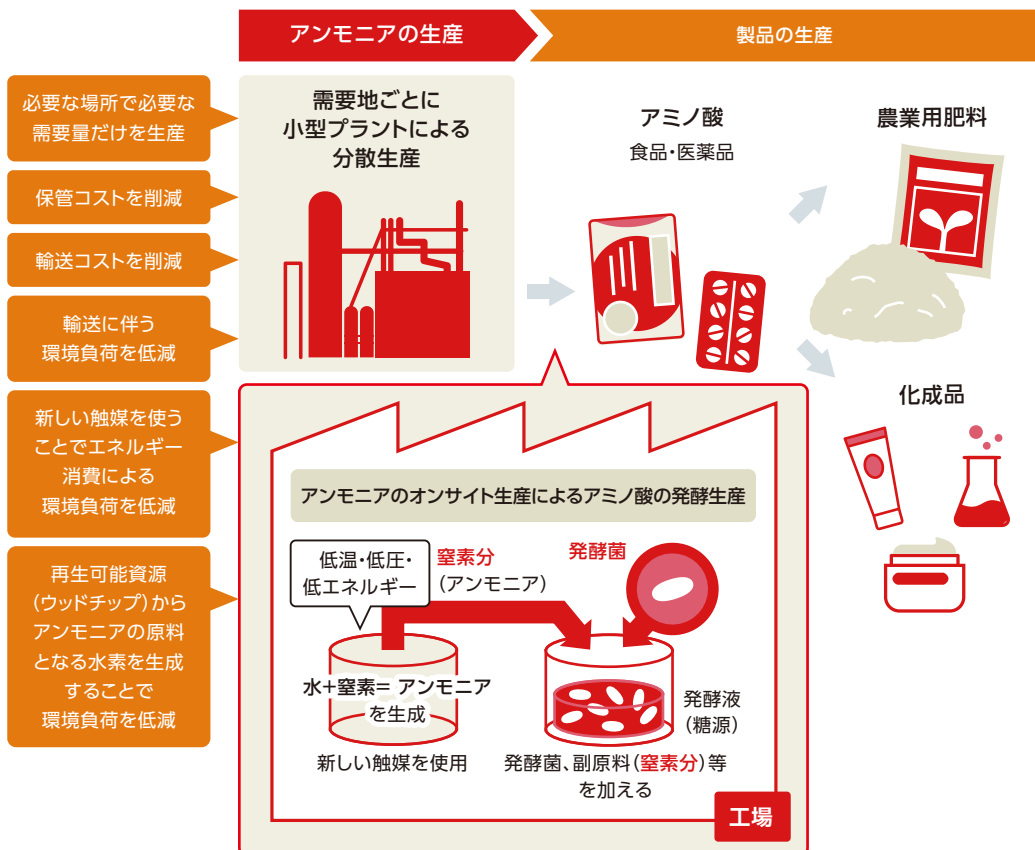 アンモニアの生産
製品の生産
必要な場所で必要な
需要量だけを生産
保管コストを削減
輸送コストを削減
輸送に伴う
環境負荷を低減
新しい触媒を使う
ことでエネルギー
消費による
環境負荷を低減
再生可能資源
(ウッドチップ)から
アンモニアの原料
となる水素を生成
することで
環境負荷を低減
需要地ごとに
小型プラントによる
分散生産
アミノ酸
食品・医薬品
農業用肥料
化成品
アンモニアのオンサイト生産によるアミノ酸の発酵生産
低温・低圧・
低エネルギー
窒素分
(アンモニア)
発酵菌
水+窒素= アンモニア
を生成
新しい触媒を使用
発酵液
(糖源)
発酵菌、副原料(窒素分)等
を加える
工場